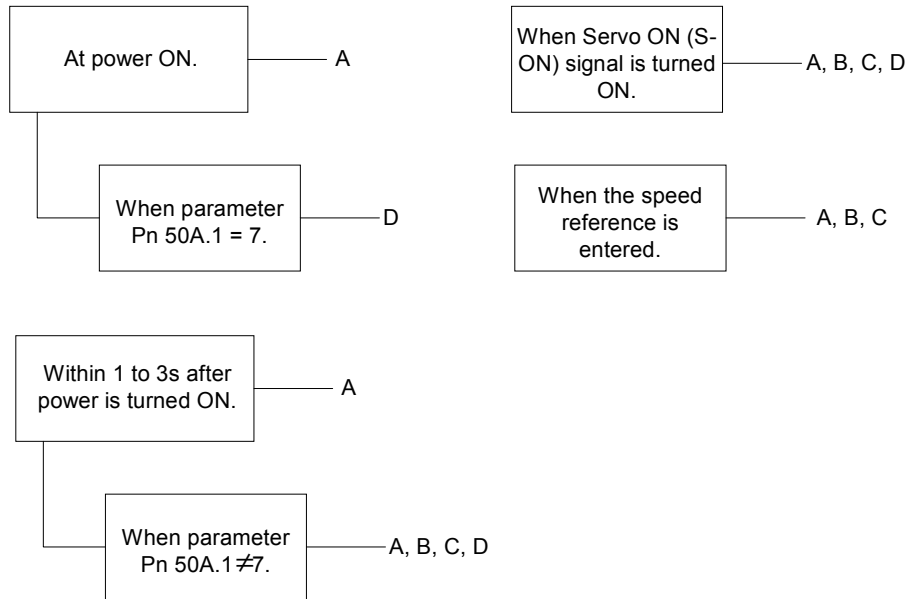 At power ON.
A
When parameter
Pn 50A.1 = 7.
D
When Servo ON (S-
ON) signal is turned
ON.
A, B, C, D
When the speed
reference is
entered.
A, B, C
Within 1 to 3s after
power is turned ON.
A
When parameter
Pn 50A.1≠7.
A, B, C, D